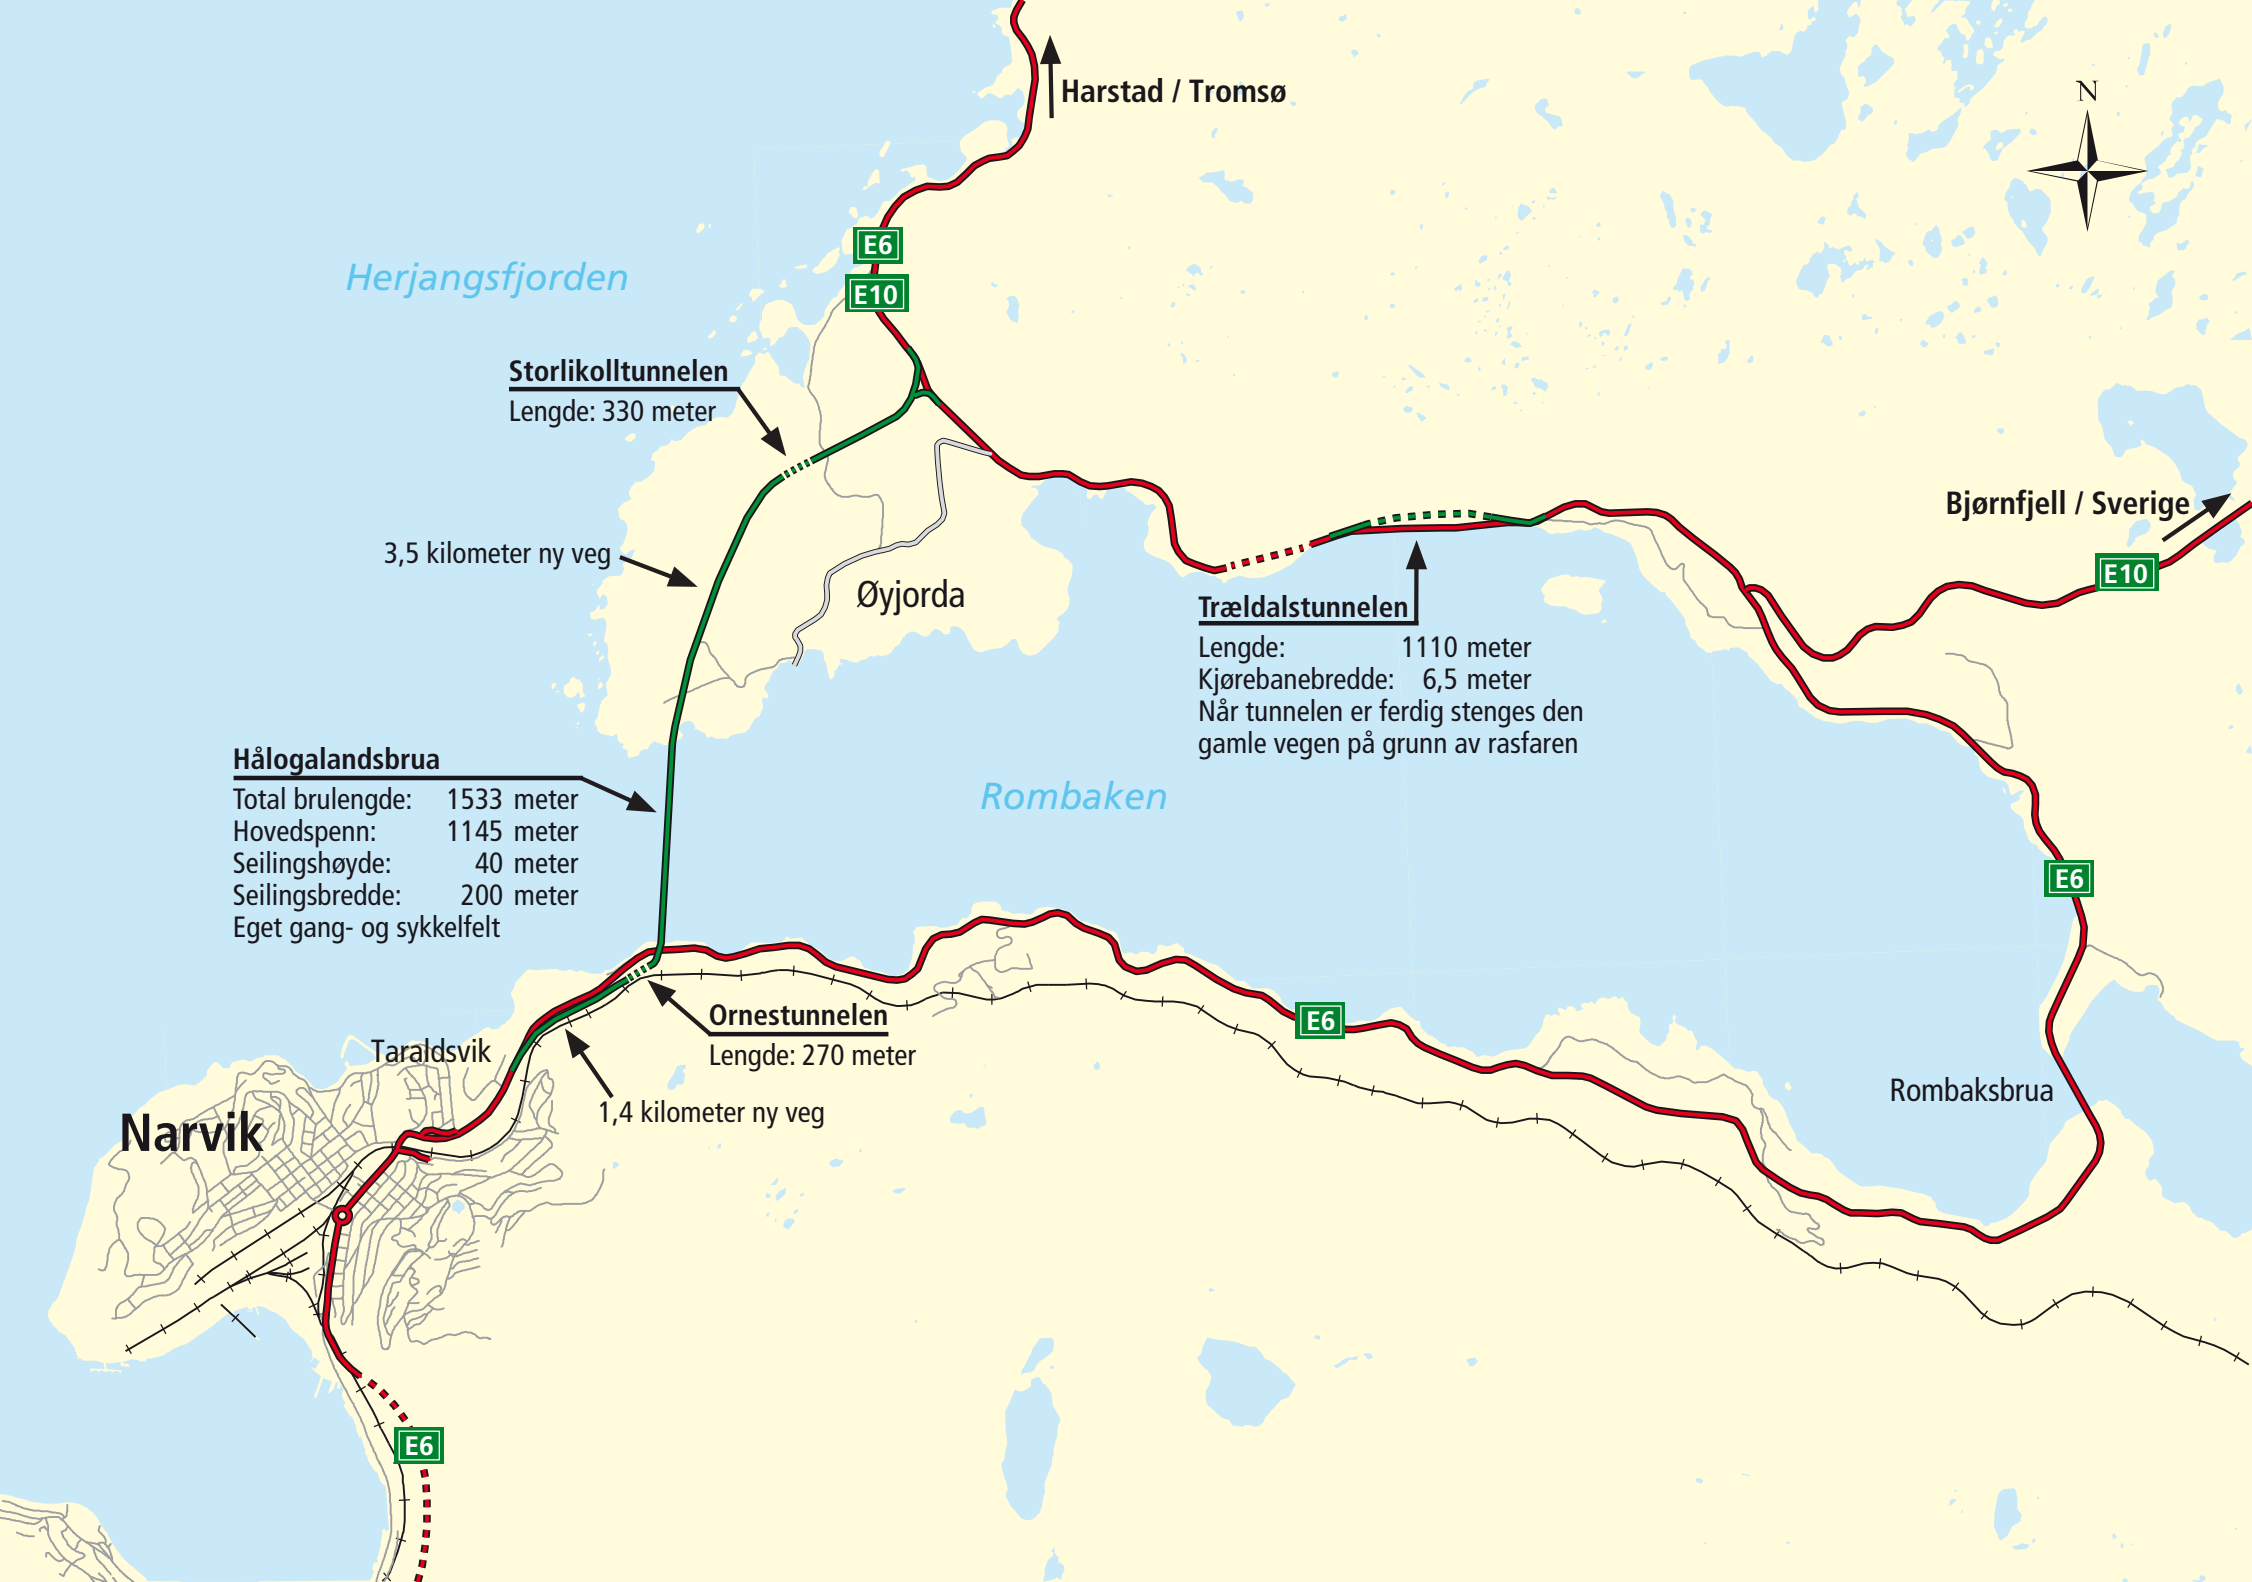 Harstad / Tromsø
N
E6
Herjangsfjorden
E10
Storlikolltunnelen
Lengde: 330 meter
Bjørnfjell / Sverige
3,5 kilometer ny veg
E10
Øyjorda
Trældalstunnelen
Lengde: 1110 meter
Kjørebanebredde: 6,5 meter
Når tunnelen er ferdig stenges den
gamle vegen på grunn av rasfaren
Hålogalandsbrua
Total brulengde: 1533 meter
Hovedspenn: 1145 meter
Seilingshøyde: 40 meter
Seilingsbredde: 200 meter
Eget gang- og sykkelfelt
Rombaken
E6
Ornestunnelen
Lengde: 270 meter
E6
Taraldsvik
Rombaksbrua
1,4 kilometer ny veg
Narvik
E6